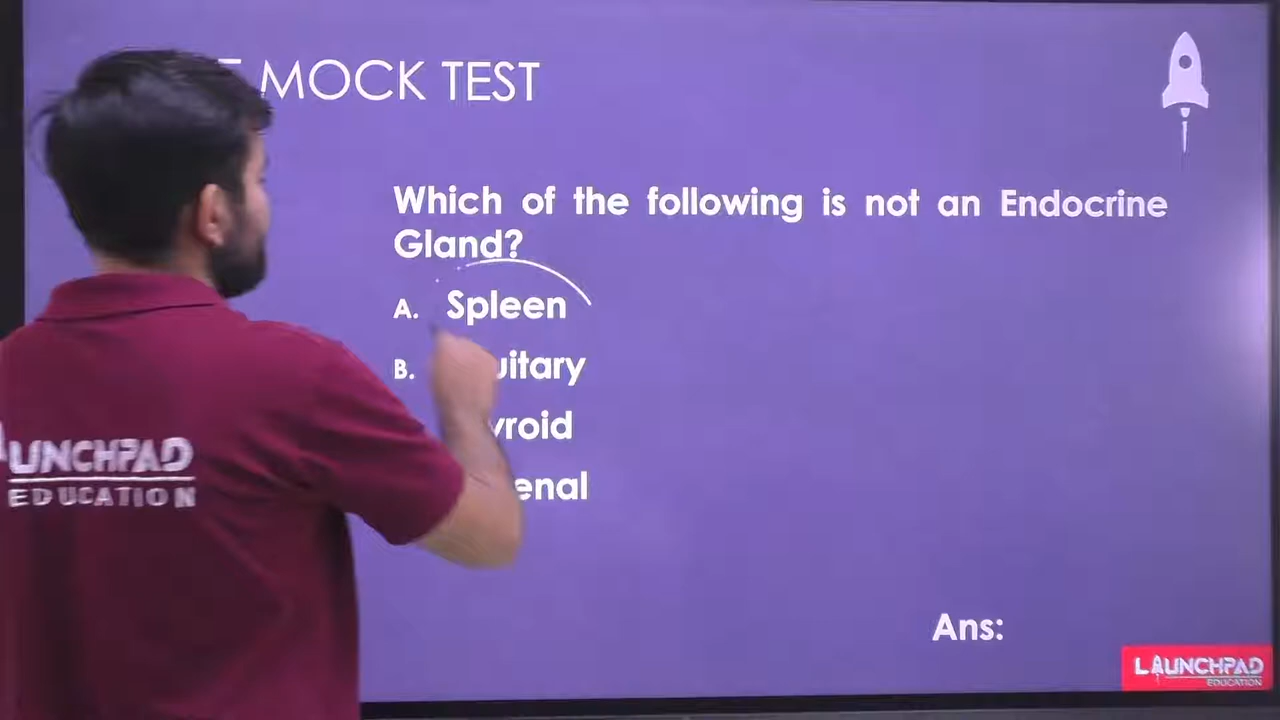 MOCK TEST
Which of the following is not an Endocrine
Gland?
A. Spleen
B. uitary
yroid
enal
Ans:
LAUNCHPAD
EDUCATION
LAUNCHPAD
EDUCATION